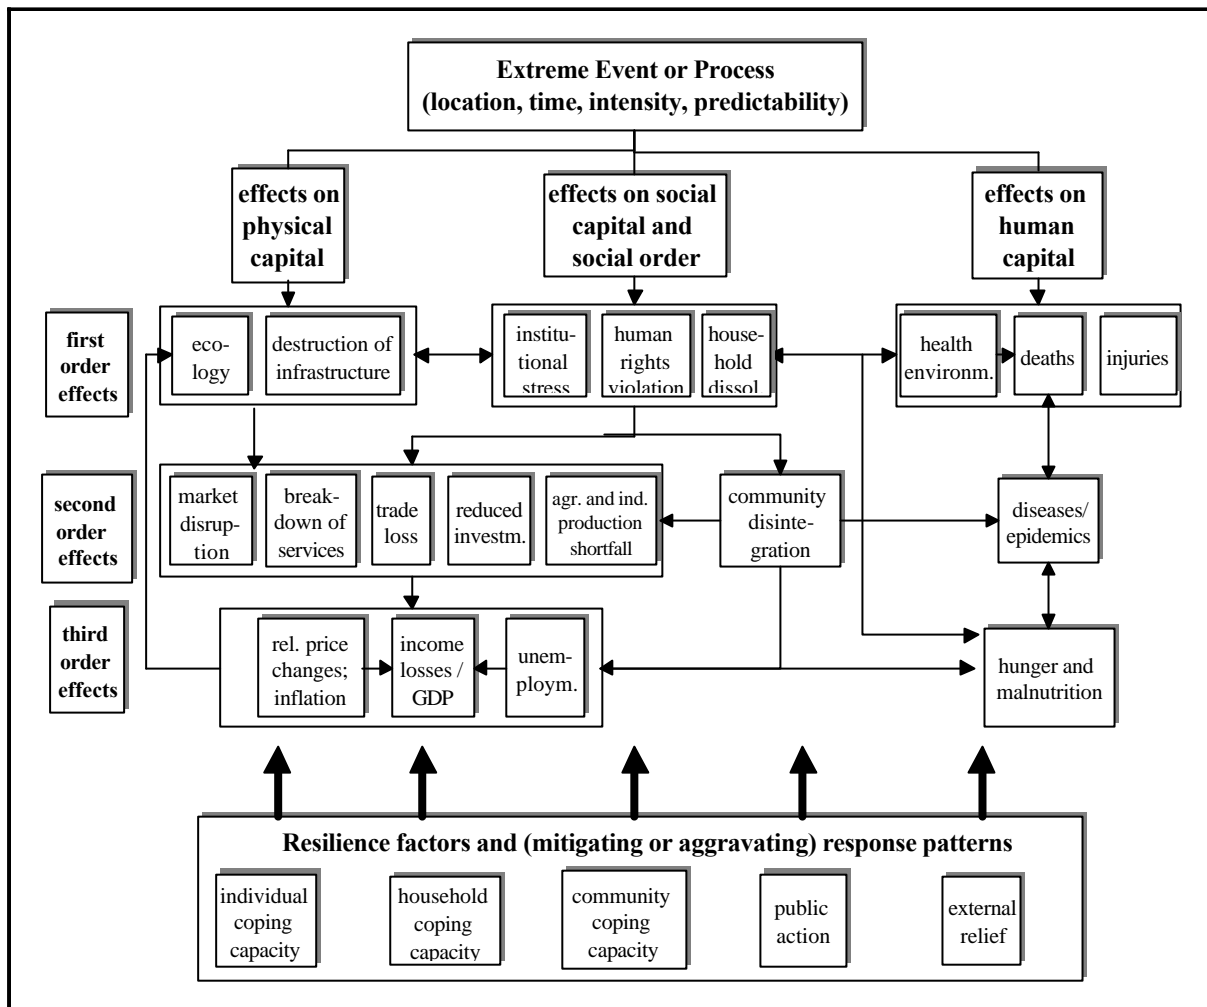 Extreme Event or Process
(location, time, intensity, predictability)
effects on
physical
capital
effects on social
capital and
social order
effects on
human
capital
first
order
effects
eco-
logy
destruction of
infrastructure
institu-
tional
stress
human
rights
violation
house-
hold
dissol
health
environm.
deaths
injuries
second
order
effects
market
disrup-
tion
break-
down of
services
trade
loss
reduced
investm.
agr. and ind.
production
shortfall
community
disinte-
gration
diseases/
epidemics
third
order
effects
rel. price
changes;
inflation
income
losses /
GDP
unem-
ploym.
hunger and
malnutrition
Resilience factors and (mitigating or aggravating) response patterns
individual
coping
capacity
household
coping
capacity
community
coping
capacity
public
action
external
relief